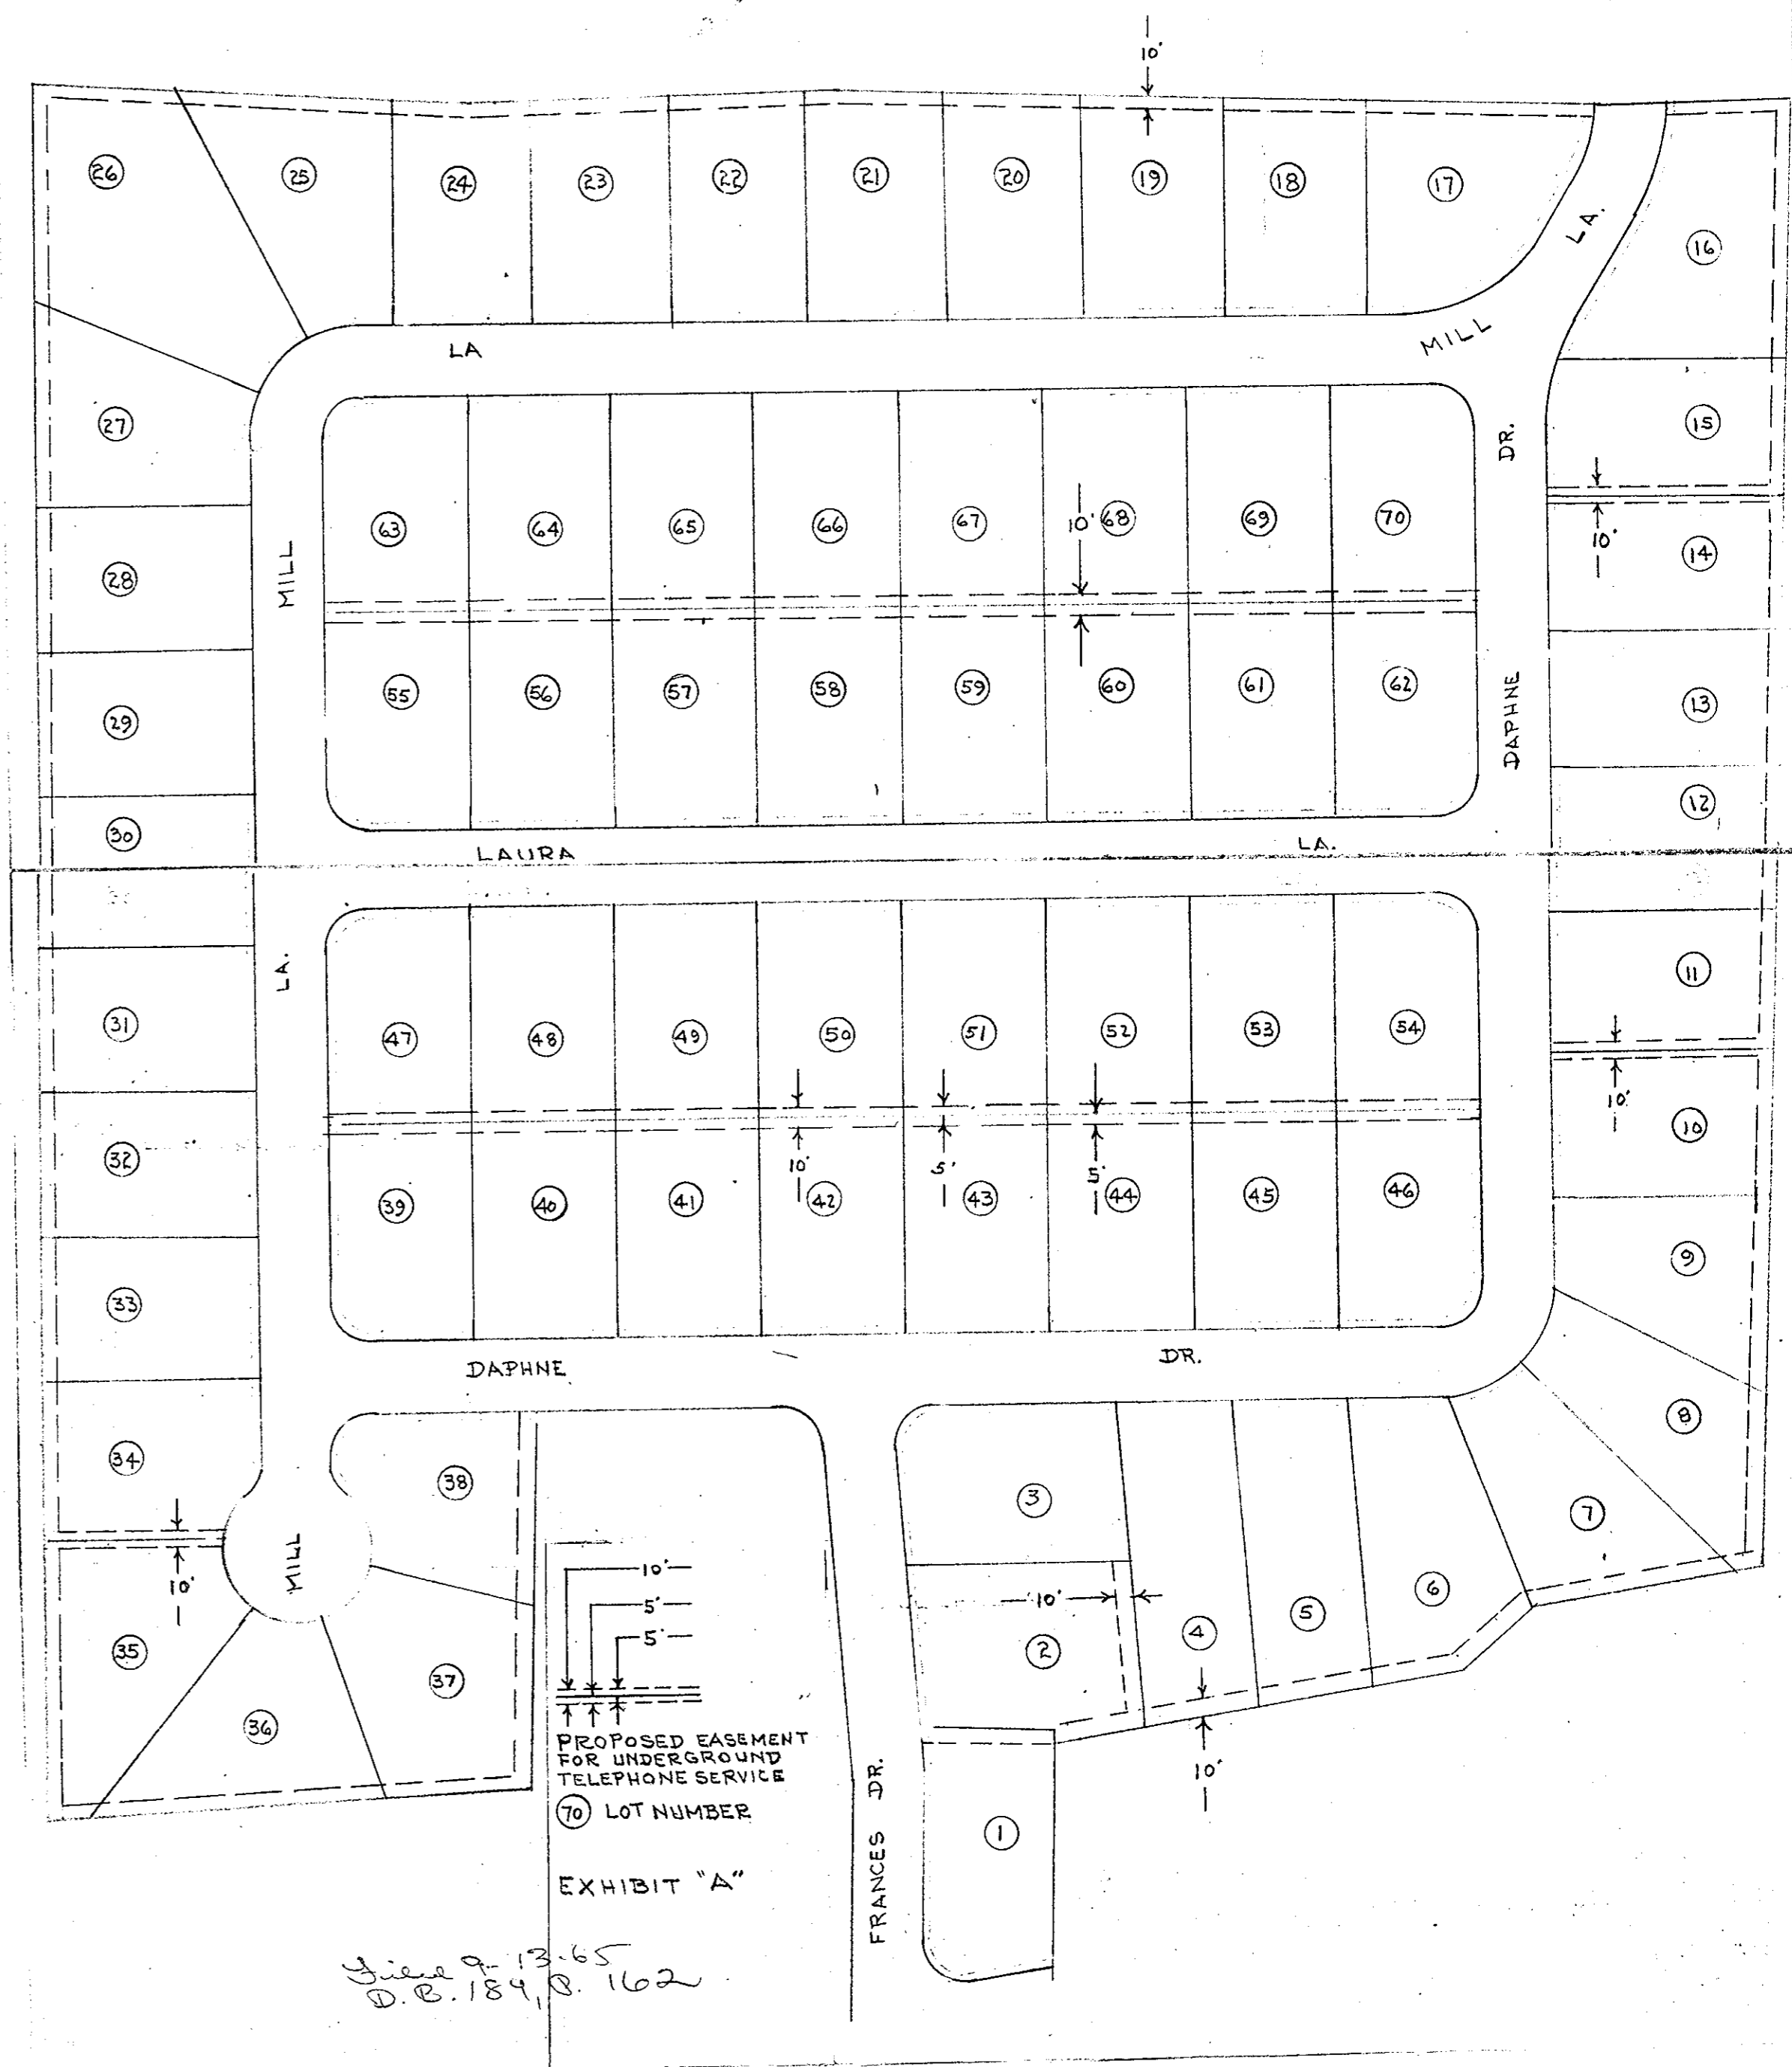 10'
26 25 24 23 22 21 20 19 18 17
LA.
16
LA
MILL
27
15
DR.
63 64 65 66 67 10' 68 69 70
10'
14
28
MILL
55 56 57 58 59 60 61 62
13
DAPHNE
29
12
30
LAURA LA.
11
LA.
31
47 48 49 50 51 52 53 54
10'
10
32
10' 5' 5'
39 40 41 42 43 44 45 46
9
33
DAPHNE DR.
8
34
38
3
7
MILL
10'
10'
6
5'
10'
5
5'
4
35
2
37
36
PROPOSED EASEMENT
FOR UNDERGROUND
TELEPHONE SERVICE
10'
70 LOT NUMBER
1
FRANCES DR.
EXHIBIT "A"
Filed 9-13-65
D.B. 184, P. 162